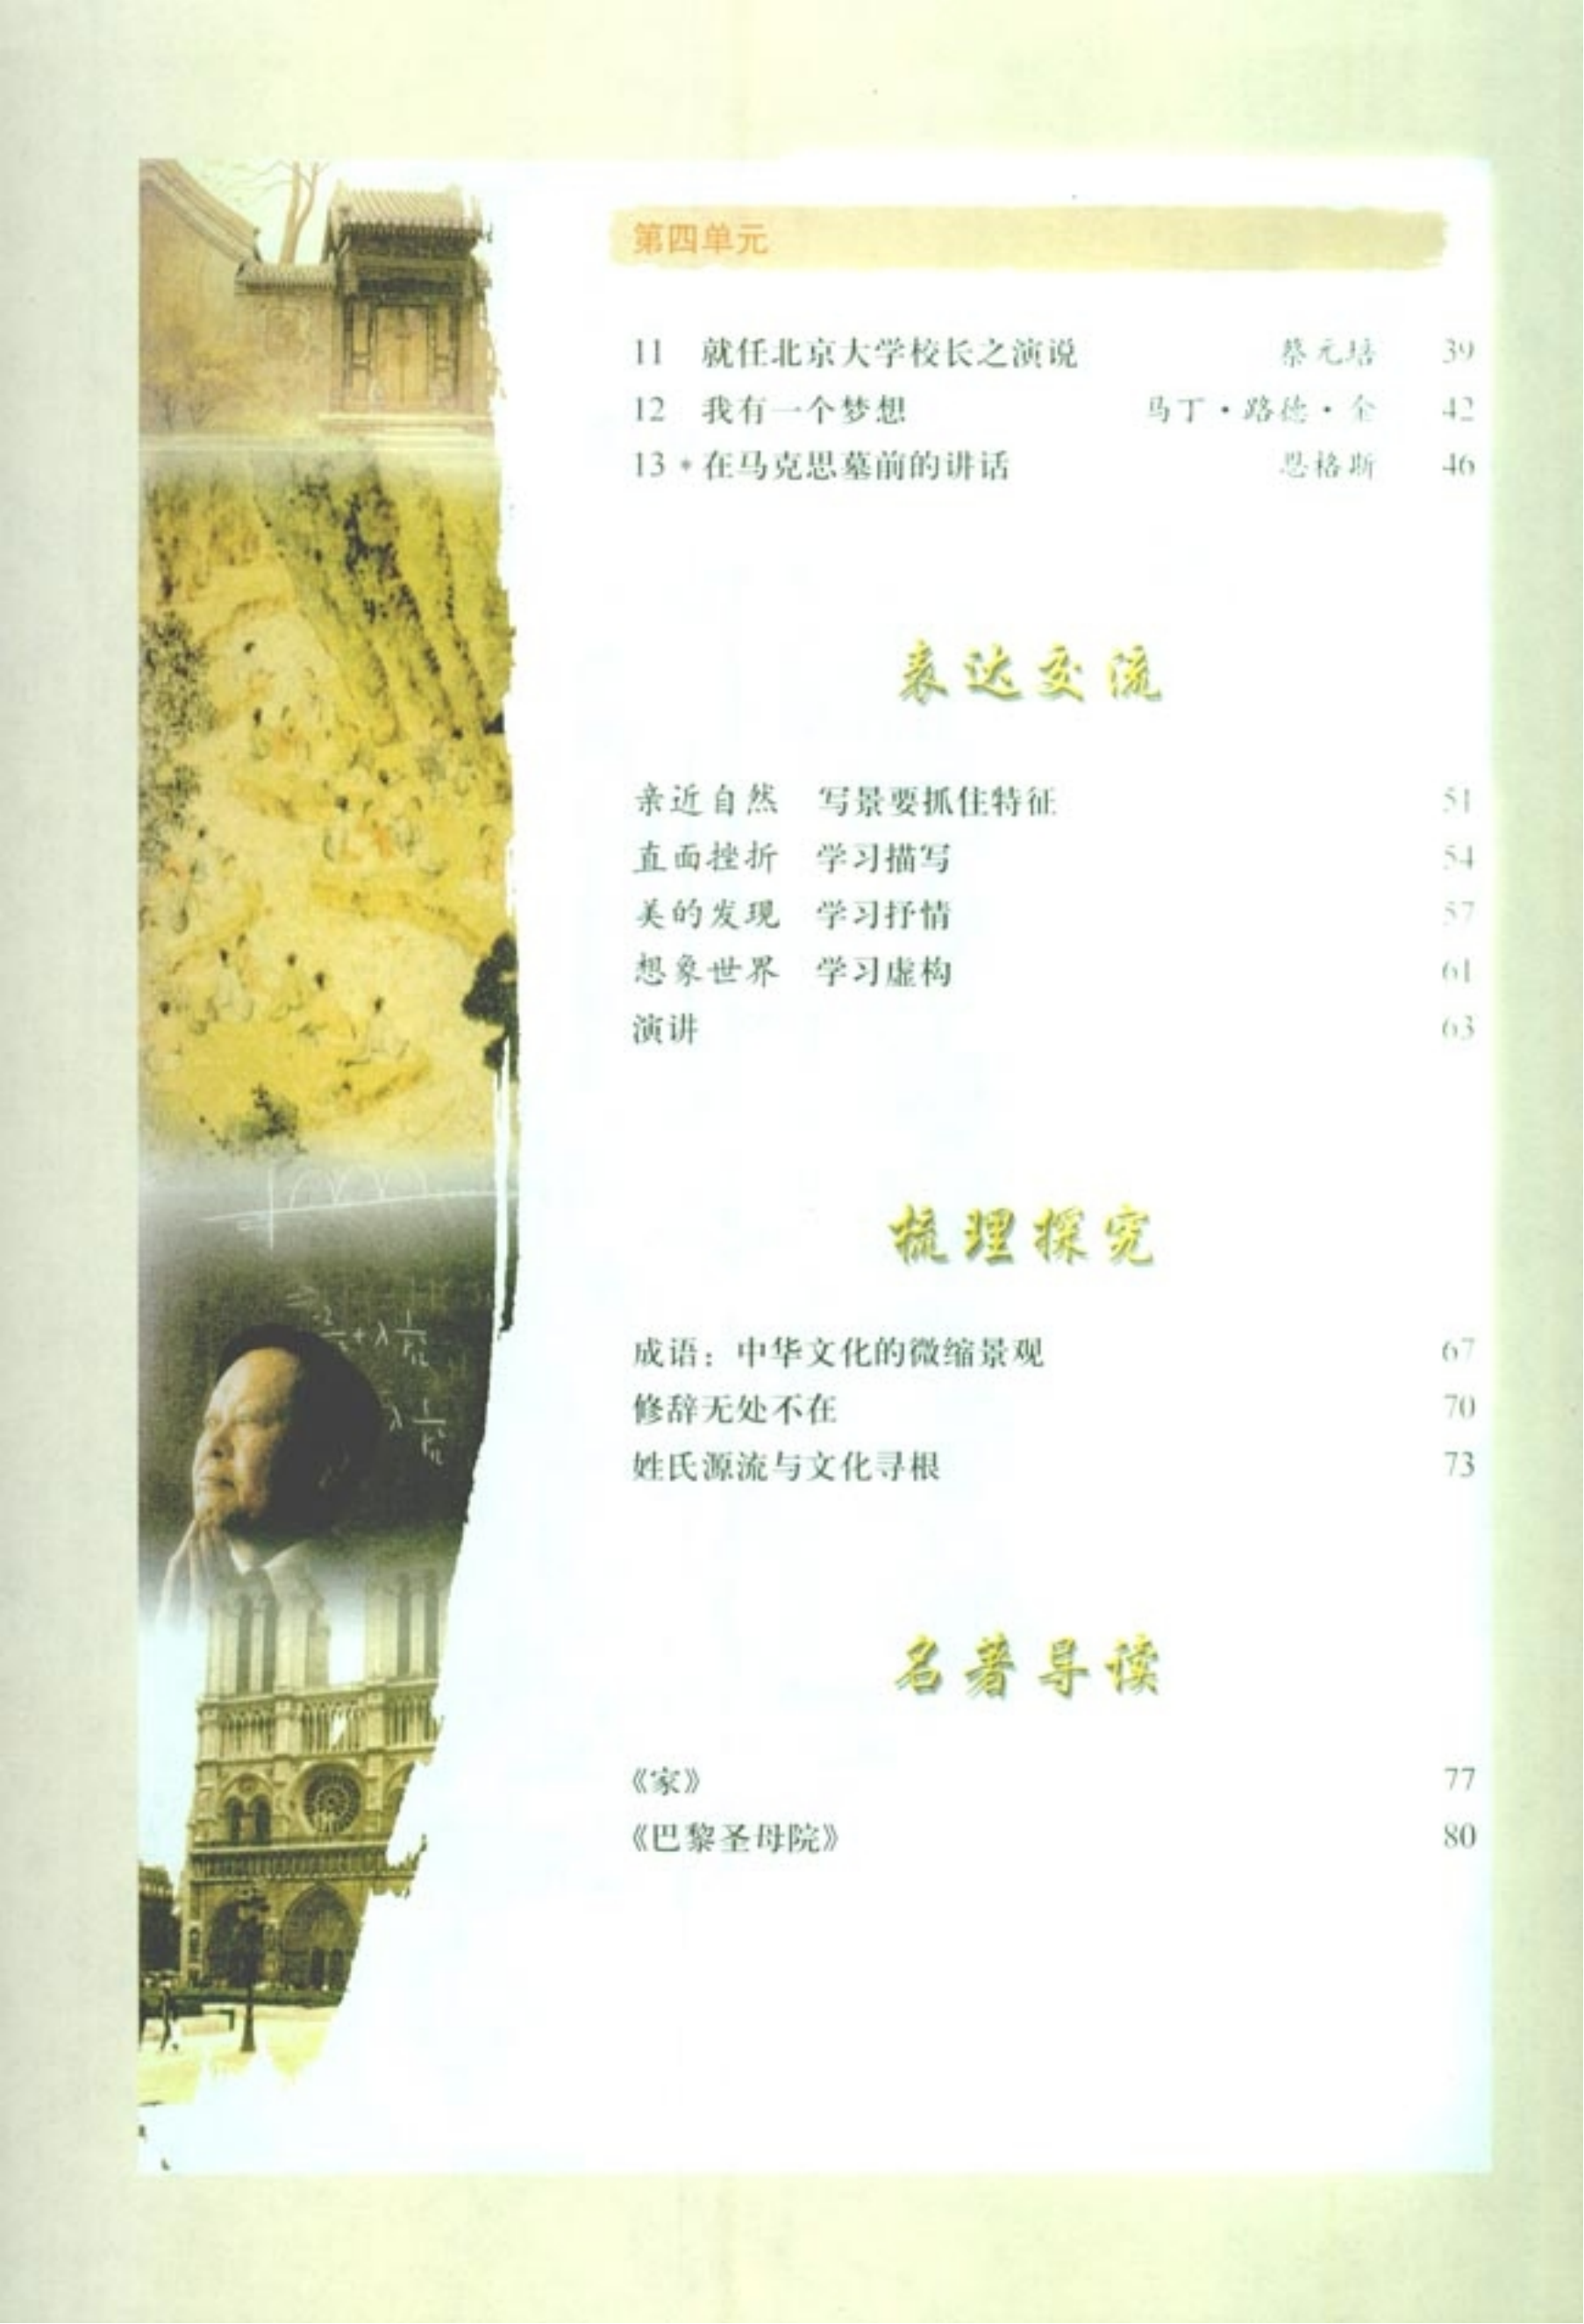 第四单元
11 就任北京大学校长之演说 蔡元培 39
12 我有一个梦想 马丁·路德·金 42
13*在马克思墓前的讲话 恩格斯 46
表达交流
亲近自然 写景要抓住特征 51
直面挫折 学习描写 54
美的发现 学习抒情 57
想象世界 学习虚构 61
演讲 63
梳理探究
成语：中华文化的微缩景观 67
修辞无处不在 70
姓氏源流与文化寻根 73
名著导读
《家》 77
《巴黎圣母院》 80